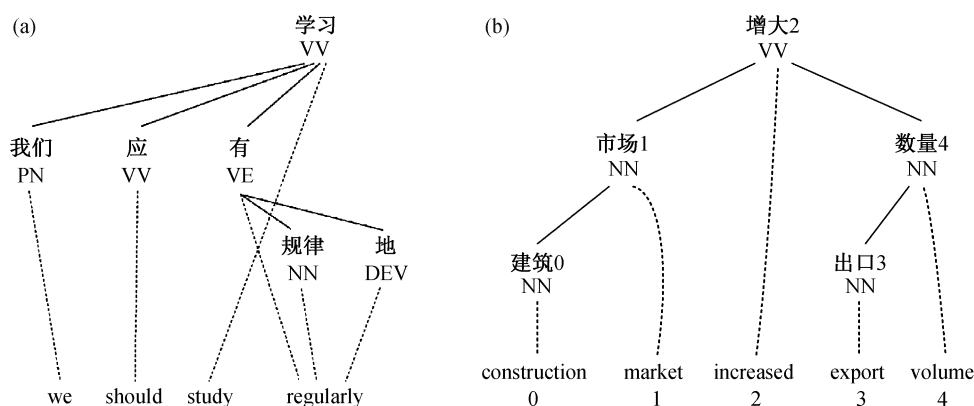 (a)
学习
VV
我们 应 有
PN VV VE
规律 地
NN DEV
we should study regularly
(b)
增大2
VV
市场1 数量4
NN NN
建筑0 出口3
NN NN
construction market increased export volume
0 1 2 3 4